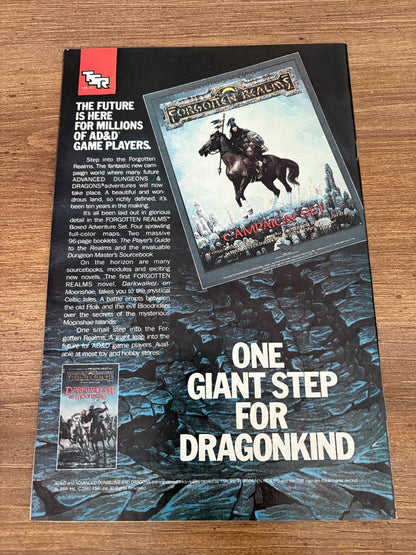 TSR
THE FUTURE
IS HERE
FOR MILLIONS
OF AD&D®
GAME PLAYERS.
Step into the Forgotten
Realms. The fantastic new cam-
paign world where many future
ADVANCED DUNGEONS &
DRAGONS® adventures will now
take place. A beautiful and won-
drous land, so richly defined, it's
been ten years in the making.
It's all been laid out in glorious
detail in the FORGOTTEN REALMS™
Boxed Adventure Set. Four sprawling
full-color maps. Two massive
96-page booklets: The Player's Guide
to the Realms and the invaluable
Dungeon Master's Sourcebook.
On the horizon are many
sourcebooks, modules and exciting
new novels. The first FORGOTTEN
REALMS novel, Darkwalker, on
Moonshae, takes you to the mystical
Celtic Isles. A battle erupts between
the old Ffolk and the evil Bloodriders
over the secrets of the mysterious
Moonshae Islands.
One small step into the For-
gotten Realms. A giant leap into the
future for AD&D game players. Avail-
able at most toy and hobby stores.
FORGOTTEN REALMS
CAMPAIGN SET
FORGOTTEN REALMS
DARKWALKER
ON MOONSHAE
ONE
GIANT STEP
FOR
DRAGONKIND